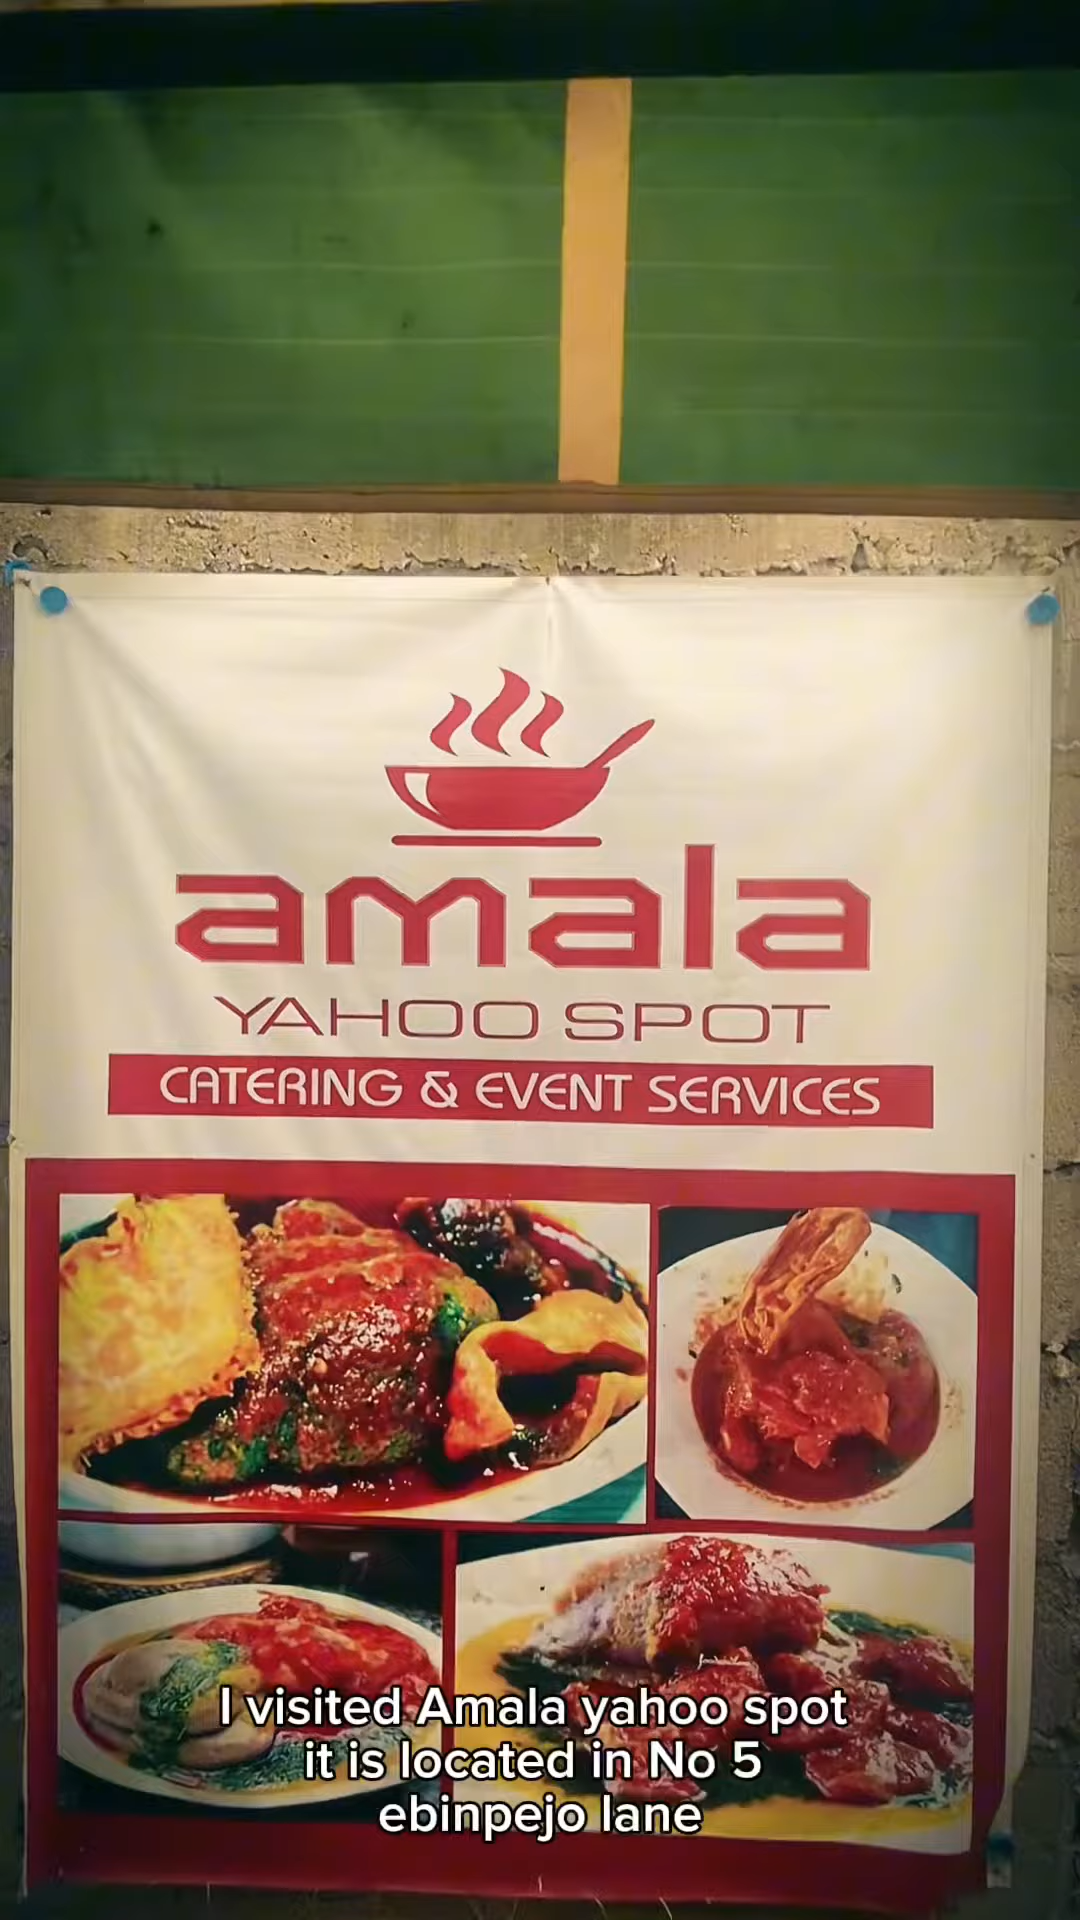 amala
YAHOO SPOT
CATERING & EVENT SERVICES
I visited Amala yahoo spot
it is located in No 5
ebinpejo lane